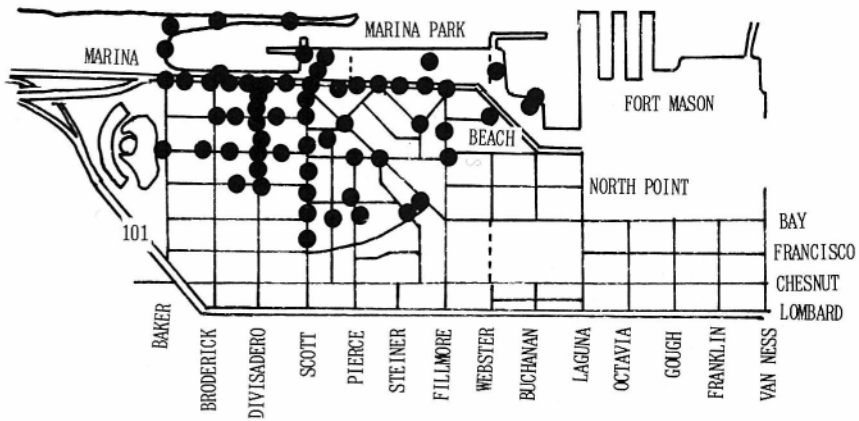 MARINA PARK
MARINA
FORT MASON
BEACH
NORTH POINT
101
BAY
FRANCISCO
CHESNUT
LOMBARD
BAKER
BRODERICK
DIVISADERO
SCOTT
PIERCE
STEINER
FILLMORE
WEBSTER
BUCHANAN
LAGUNA
OCTAVIA
GOUGH
FRANKLIN
VAN NESS